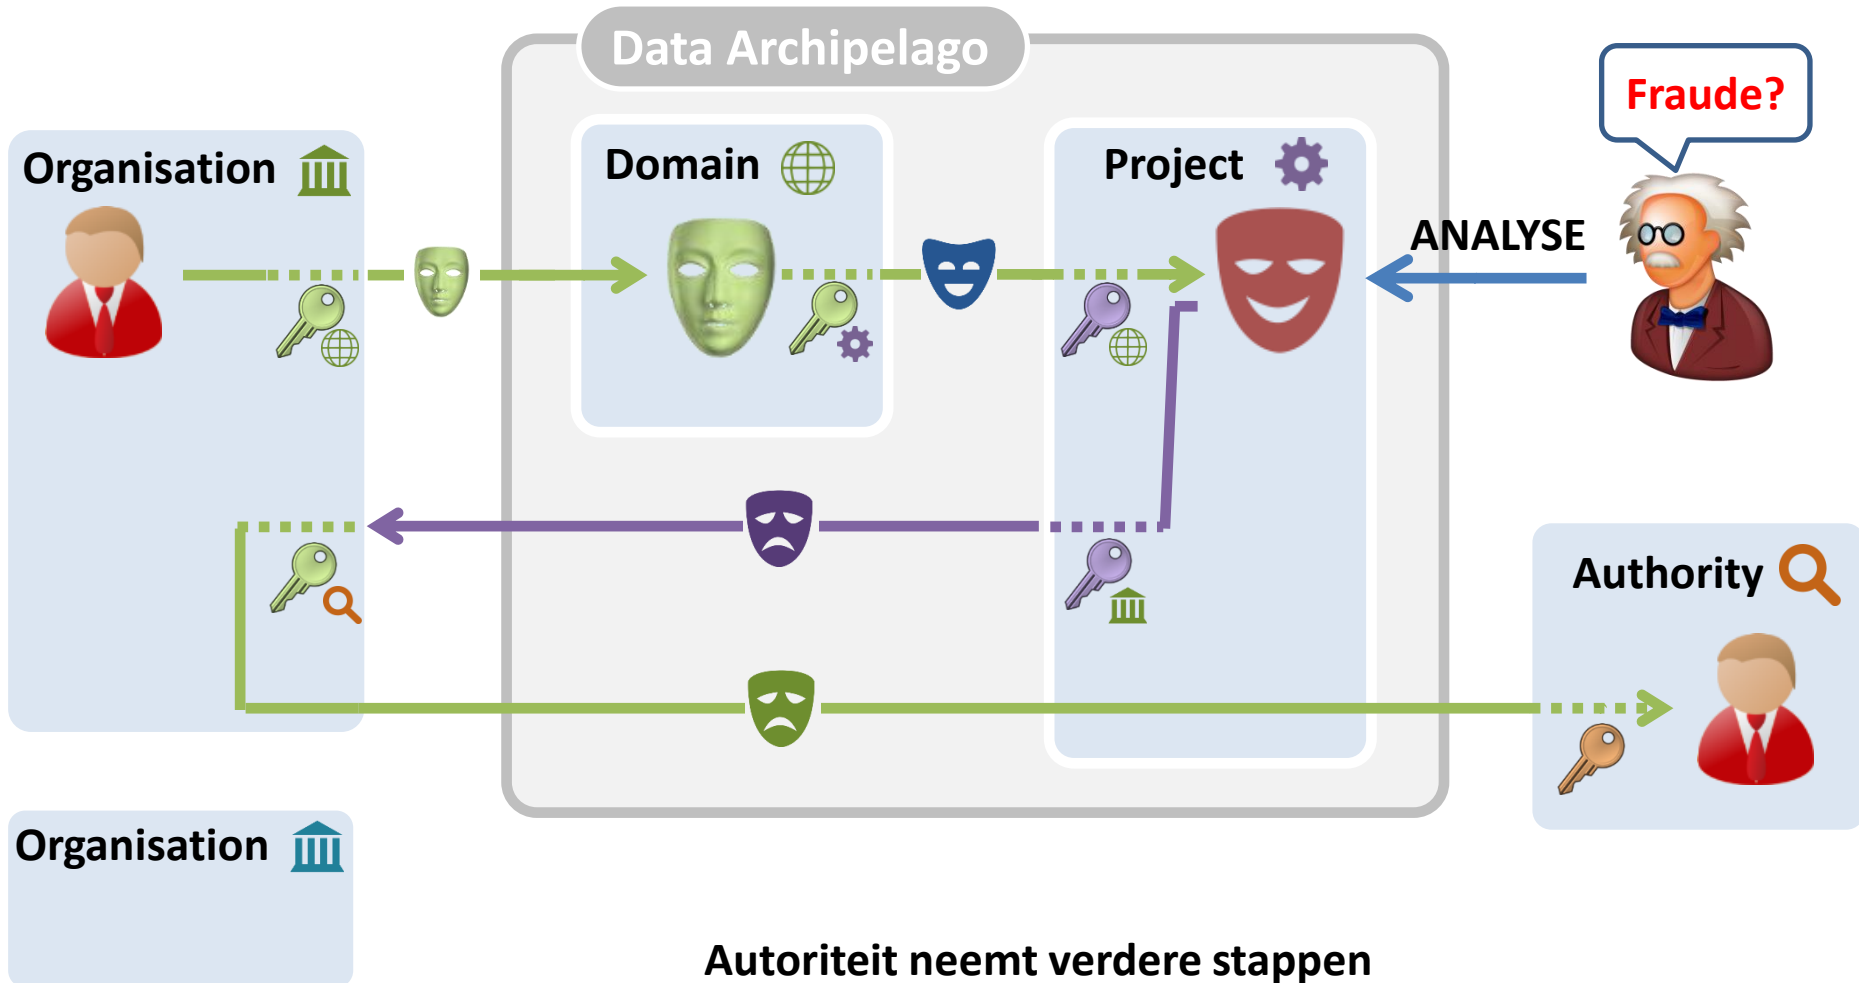 Data Archipelago
Fraude?
Organisation
Domain
Project
ANALYSE
Authority
Organisation
Autoriteit neemt verdere stappen